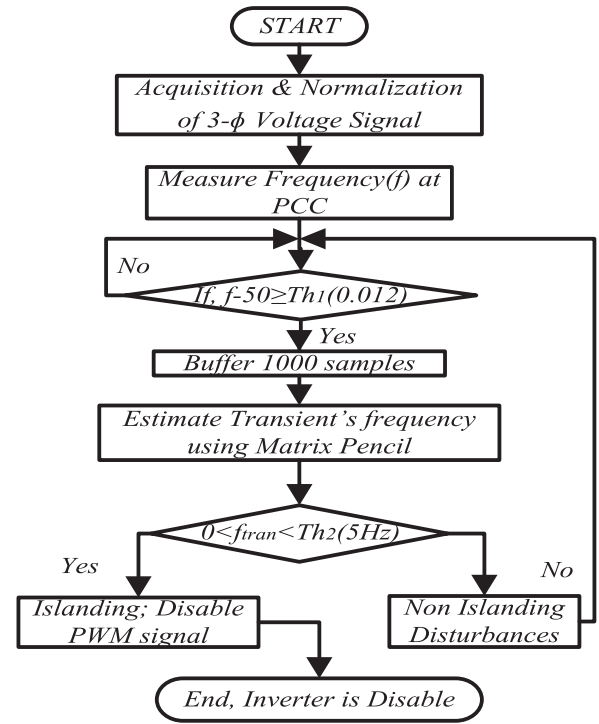 START
Acquisition & Normalization
of 3-ϕ Voltage Signal
Measure Frequency(f) at
PCC
No
If, f-50≥Th1(0.012)
Yes
Buffer 1000 samples
Estimate Transient's frequency
using Matrix Pencil
0<ftran<Th2(5Hz)
Yes
No
Islanding; Disable
PWM signal
Non Islanding
Disturbances
End, Inverter is Disable